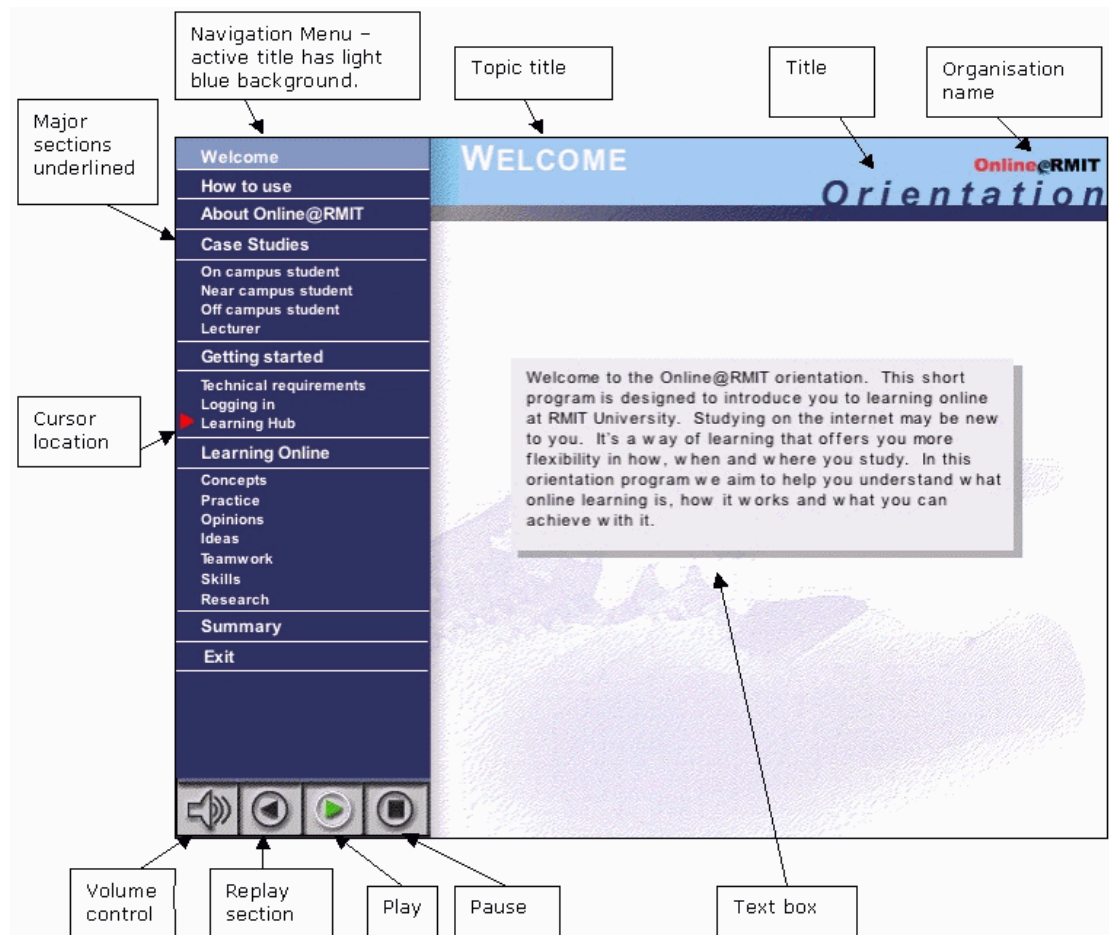 Navigation Menu –
active title has light
blue background.
Topic title
Title
Organisation
name
Major
sections
underlined
Cursor
location
Welcome
How to use
About Online@RMIT
Case Studies
On campus student
Near campus student
Off campus student
Lecturer
Getting started
Technical requirements
Logging in
Learning Hub
Learning Online
Concepts
Practice
Opinions
Ideas
Teamwork
Skills
Research
Summary
Exit
WELCOME
Online@RMIT
Orientation
Welcome to the Online@RMIT orientation. This short
program is designed to introduce you to learning online
at RMIT University. Studying on the internet may be new
to you. It's a way of learning that offers you more
flexibility in how, when and where you study. In this
orientation program we aim to help you understand what
online learning is, how it works and what you can
achieve with it.
Volume
control
Replay
section
Play
Pause
Text box